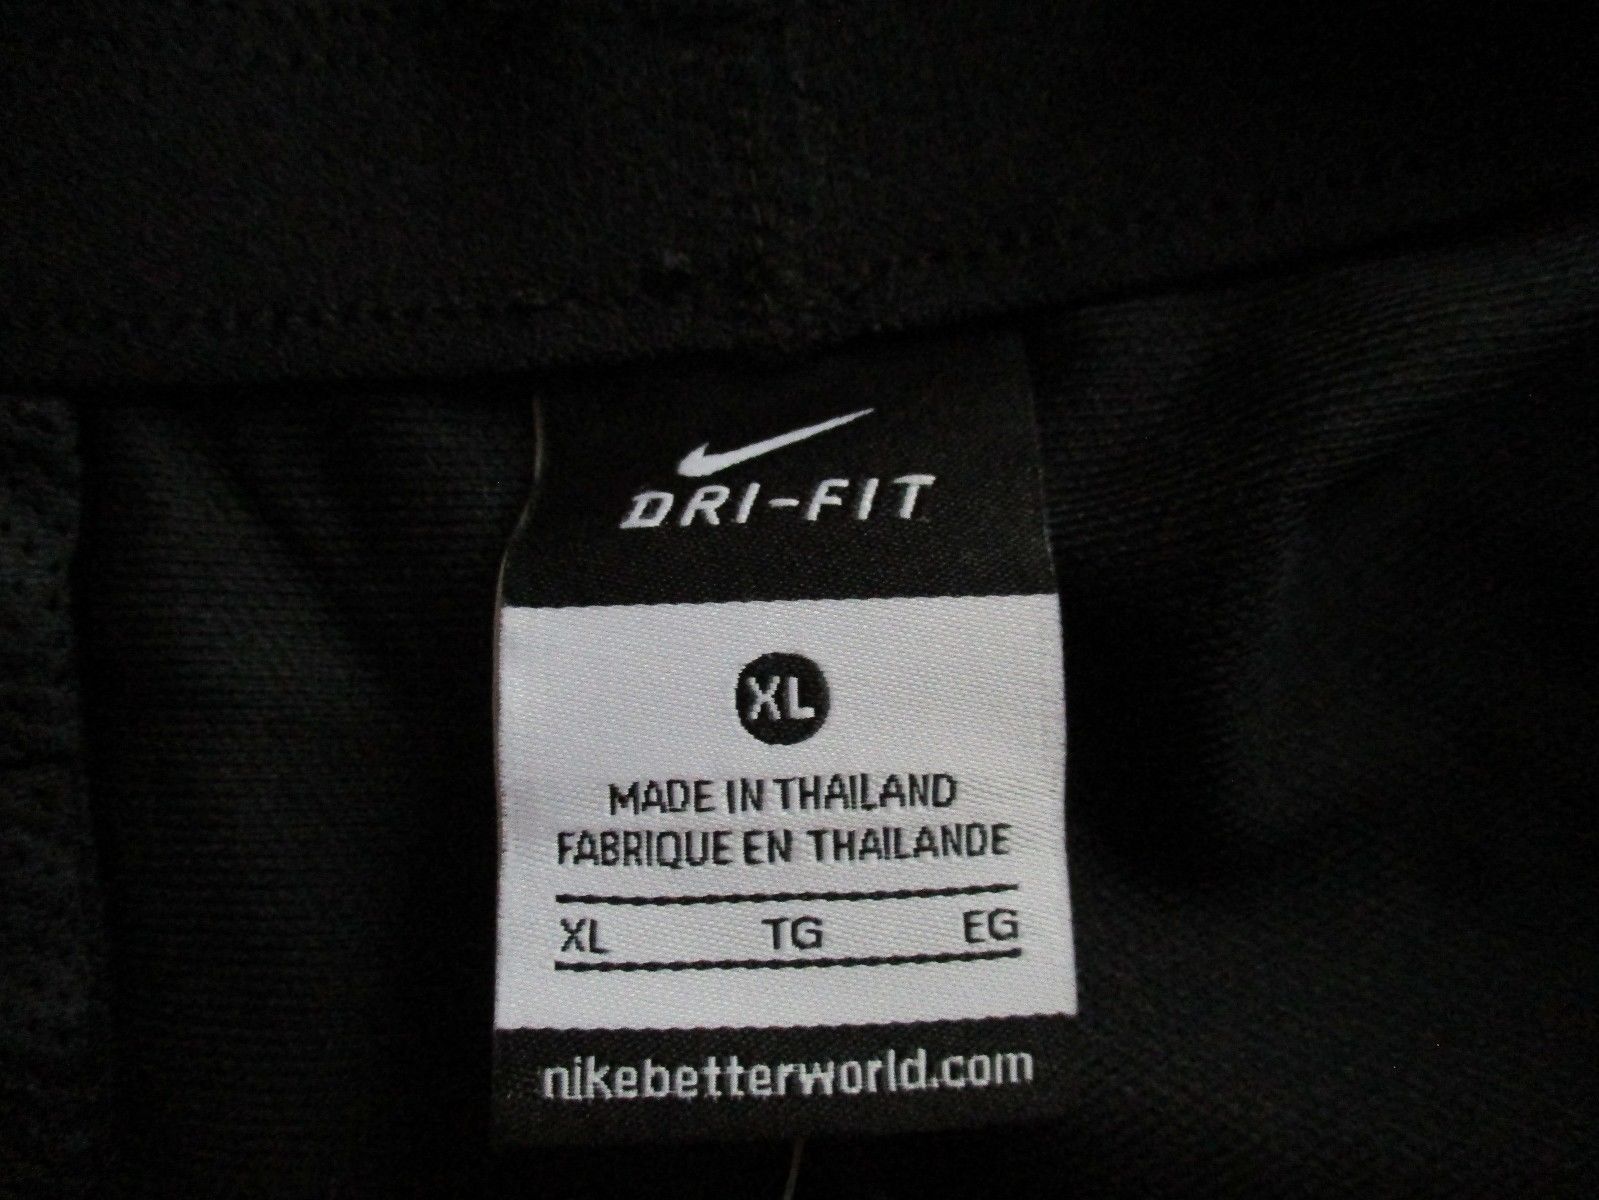 DRI-FIT
XL
MADE IN THAILAND
FABRIQUE EN THAILANDE
XL TG EG
nikebetterworld.com